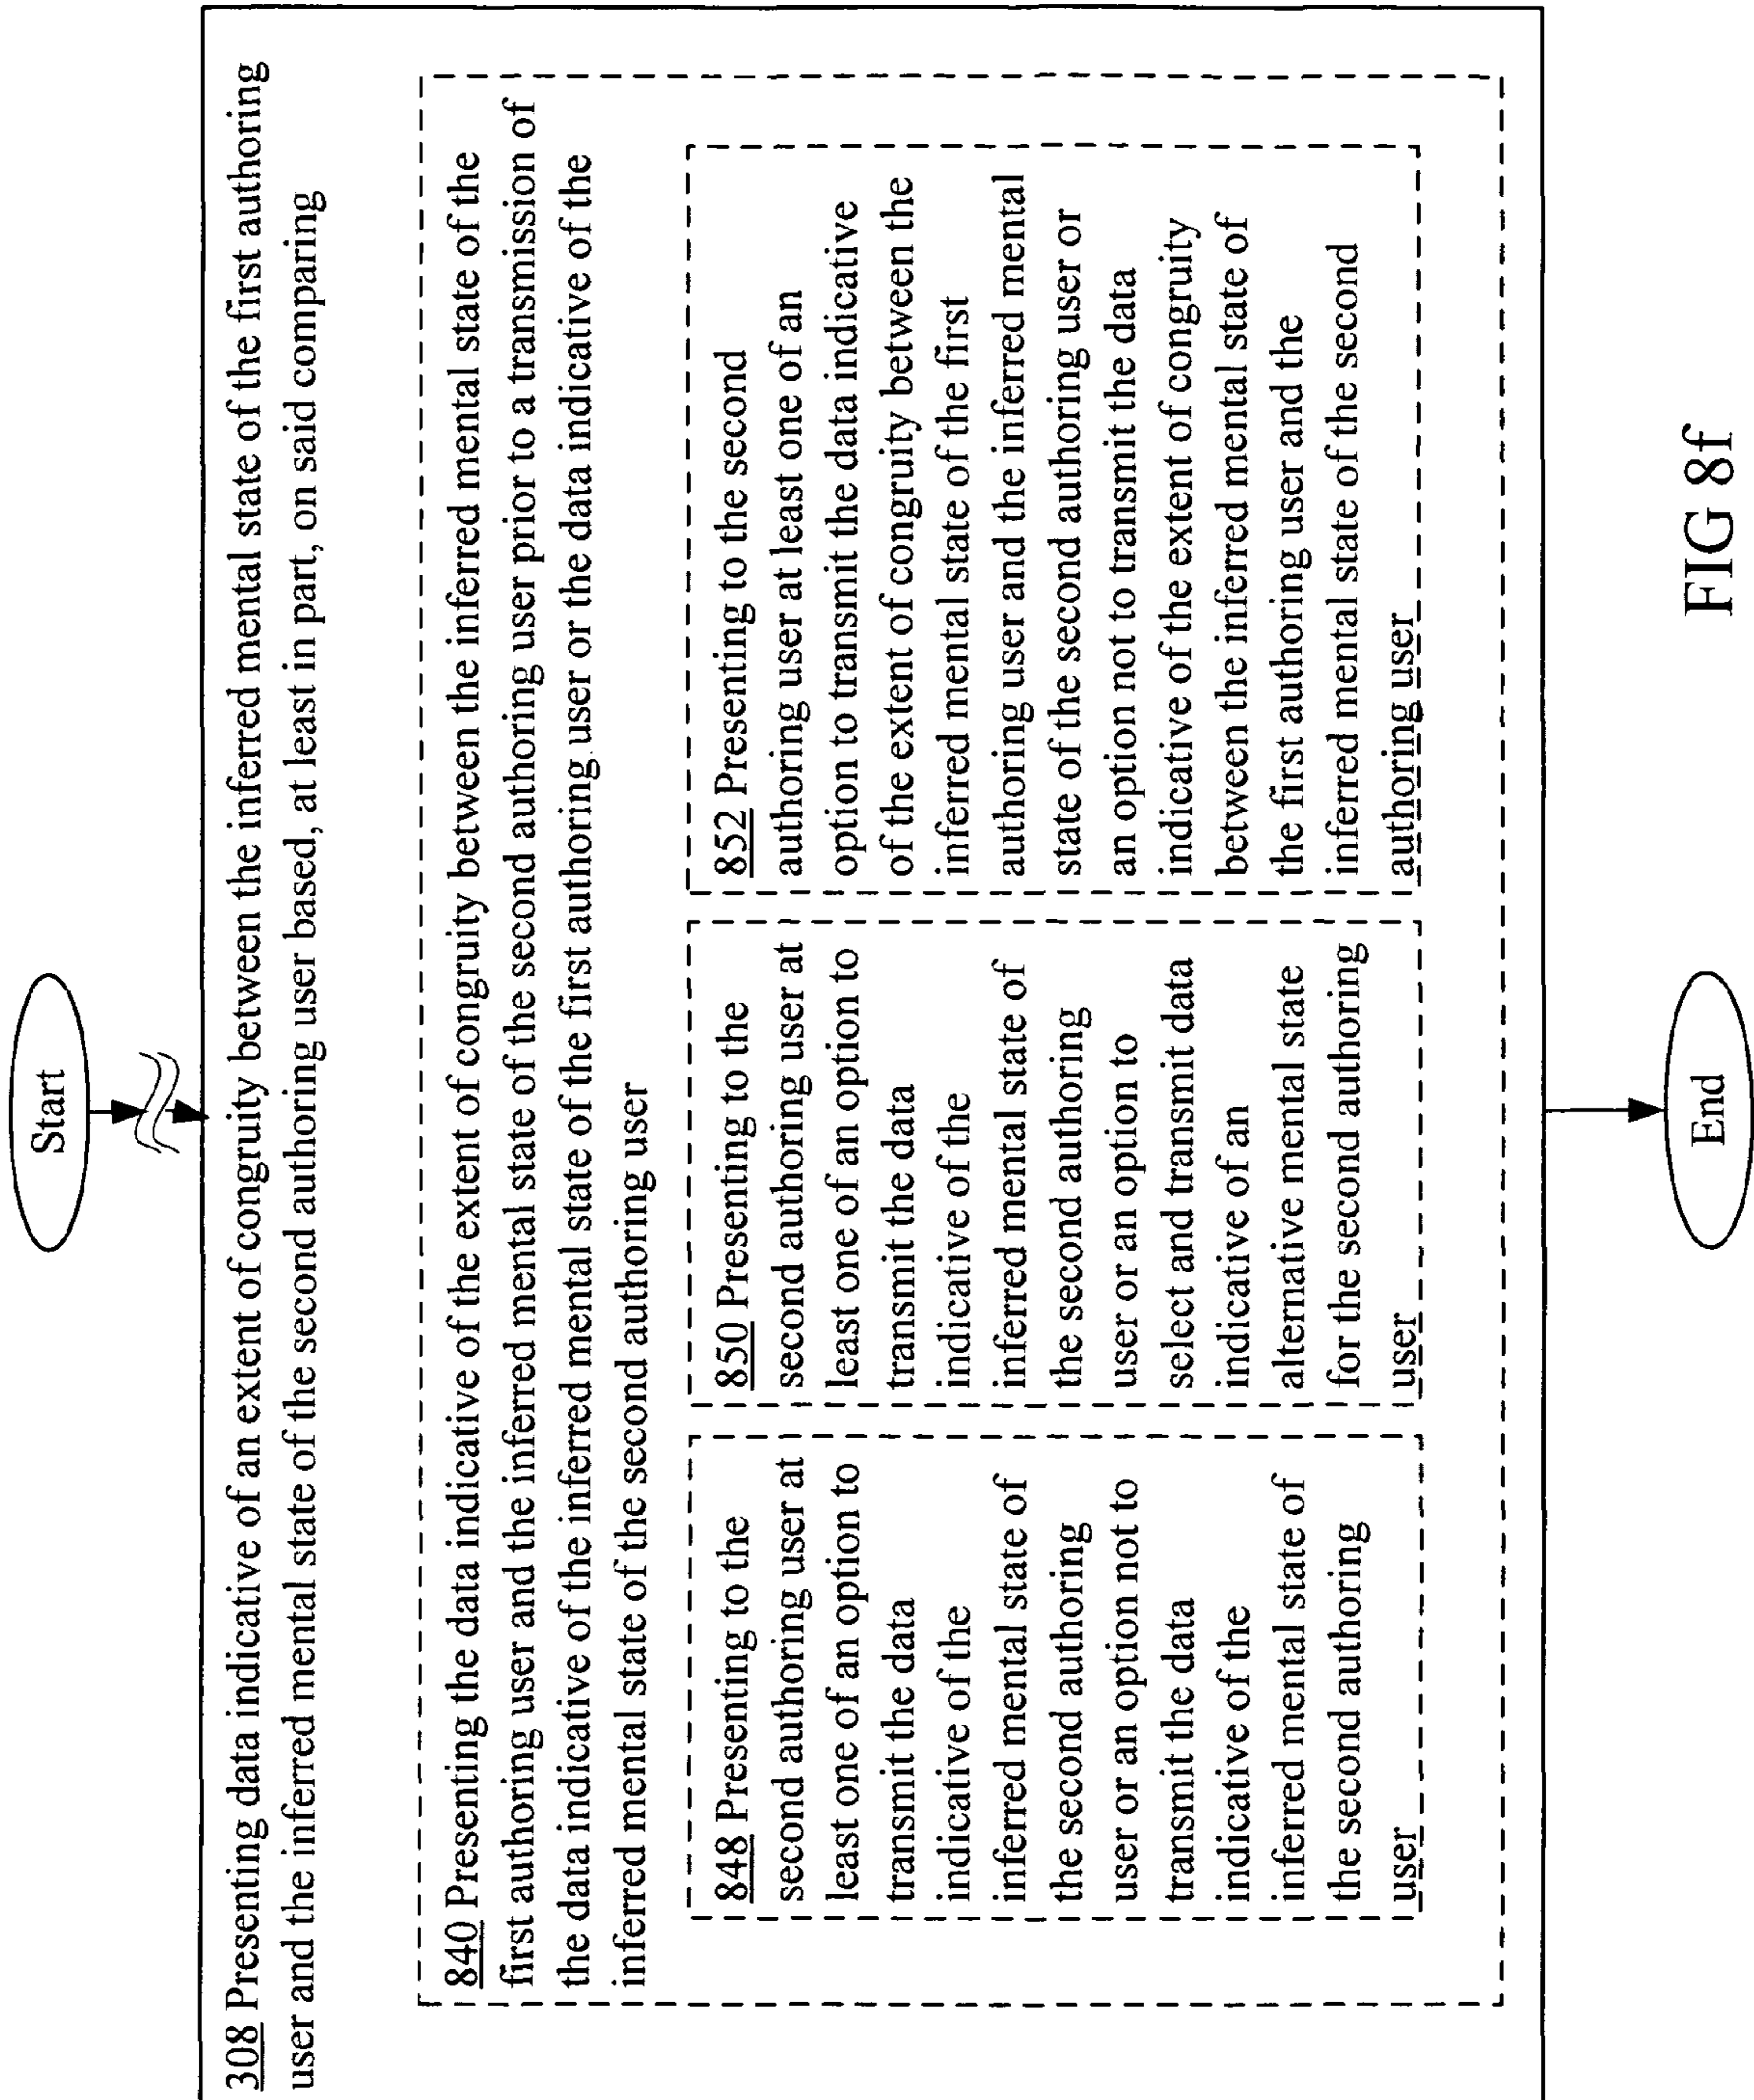 Start
308 Presenting data indicative of an extent of congruity between the inferred mental state of the first authoring
user and the inferred mental state of the second authoring user based, at least in part, on said comparing
840 Presenting the data indicative of the extent of congruity between the inferred mental state of the
first authoring user and the inferred mental state of the second authoring user prior to a transmission of
the data indicative of the inferred mental state of the first authoring user or the data indicative of the
inferred mental state of the second authoring user
848 Presenting to the
second authoring user at
least one of an option to
transmit the data
indicative of the
inferred mental state of
the second authoring
user or an option not to
transmit the data
indicative of the
inferred mental state of
the second authoring
user
850 Presenting to the
second authoring user at
least one of an option to
transmit the data
indicative of the
inferred mental state of
the second authoring
user or an option to
select and transmit data
indicative of an
alternative mental state
for the second authoring
user
852 Presenting to the second
authoring user at least one of an
option to transmit the data indicative
of the extent of congruity between the
inferred mental state of the first
authoring user and the inferred mental
state of the second authoring user or
an option not to transmit the data
indicative of the extent of congruity
between the inferred mental state of
the first authoring user and the
inferred mental state of the second
authoring user
End
FIG 8f